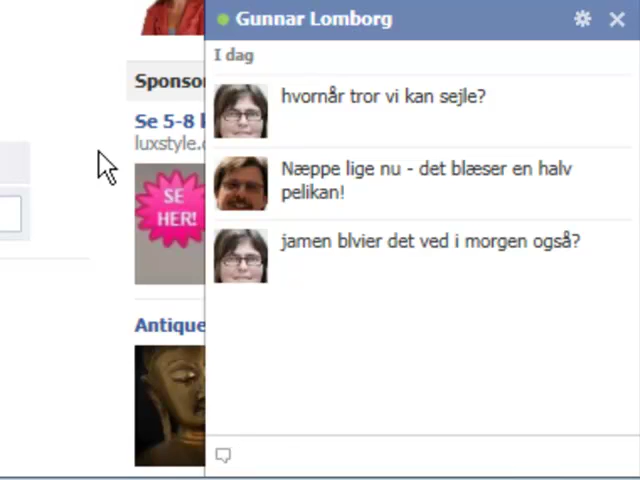 Gunnar Lomborg
I dag
hvornår tror vi kan sejle?
Næppe lige nu - det blæser en halv
pelikan!
jamen blvier det ved i morgen også?
Se 5-8
luxstyle.
SE
HER!
Antique